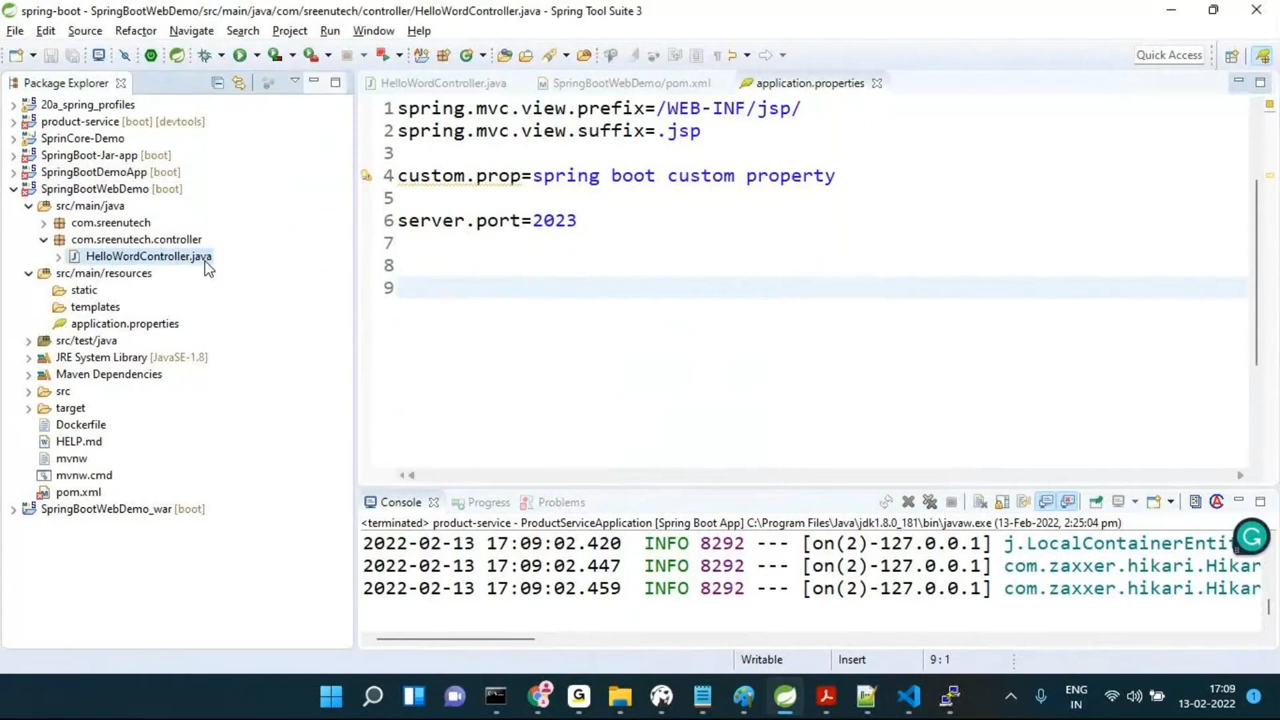 spring-boot - SpringBootWebDemo/src/main/java/com/sreenutech/controller/HelloWordController.java - Spring Tool Suite 3
File Edit Source Refactor Navigate Search Project Run Window Help
Quick Access
Package Explorer
20a_spring_profiles
product-service [boot] [devtools]
SprinCore-Demo
SpringBoot-Jar-app [boot]
SpringBootDemoApp [boot]
SpringBootWebDemo [boot]
src/main/java
com.sreenutech
com.sreenutech.controller
HelloWordController.java
src/main/resources
static
templates
application.properties
src/test/java
JRE System Library [JavaSE-1.8]
Maven Dependencies
src
target
Dockerfile
HELP.md
mvnw
mvnw.cmd
pom.xml
SpringBootWebDemo_war [boot]
HelloWordController.java SpringBootWebDemo/pom.xml application.properties
1 spring.mvc.view.prefix=/WEB-INF/jsp/
2 spring.mvc.view.suffix=.jsp
3
4 custom.prop=spring boot custom property
5
6 server.port=2023
7
8
9
Console Progress Problems
<terminated> product-service - ProductServiceApplication [Spring Boot App] C:\Program Files\Java\jdk1.8.0_181\bin\javaw.exe (13-Feb-2022, 2:25:04 pm)
2022-02-13 17:09:02.420 INFO 8292 --- [on(2)-127.0.0.1] j.LocalContainerEntit
2022-02-13 17:09:02.447 INFO 8292 --- [on(2)-127.0.0.1] com.zaxxer.hikari.Hikar
2022-02-13 17:09:02.459 INFO 8292 --- [on(2)-127.0.0.1] com.zaxxer.hikari.Hikar
Writable Insert 9:1
ENG
IN
17:09
13-02-2022